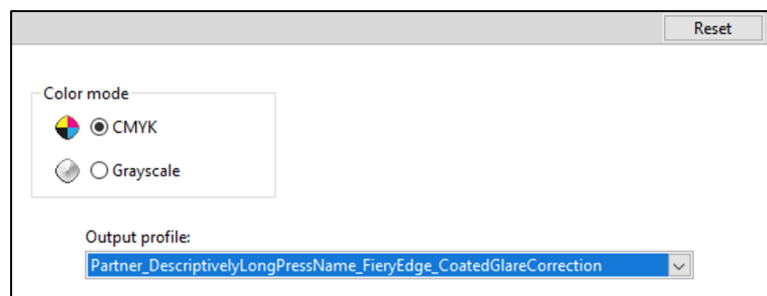 Reset
Color mode
CMYK
Grayscale
Output profile:
Partner_DescriptivelyLongPressName_FieryEdge_CoatedGlareCorrection